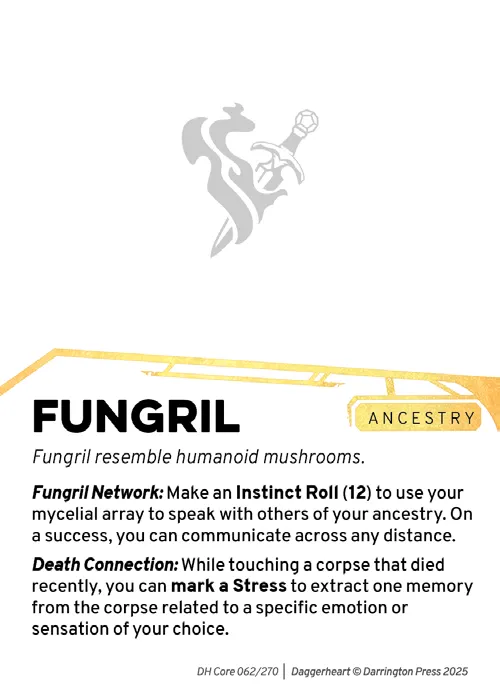 FUNGRIL
ANCESTRY
Fungril resemble humanoid mushrooms.
Fungril Network: Make an Instinct Roll (12) to use your
mycelial array to speak with others of your ancestry. On
a success, you can communicate across any distance.
Death Connection: While touching a corpse that died
recently, you can mark a Stress to extract one memory
from the corpse related to a specific emotion or
sensation of your choice.
DH Core 062/270 | Daggerheart © Darrington Press 2025